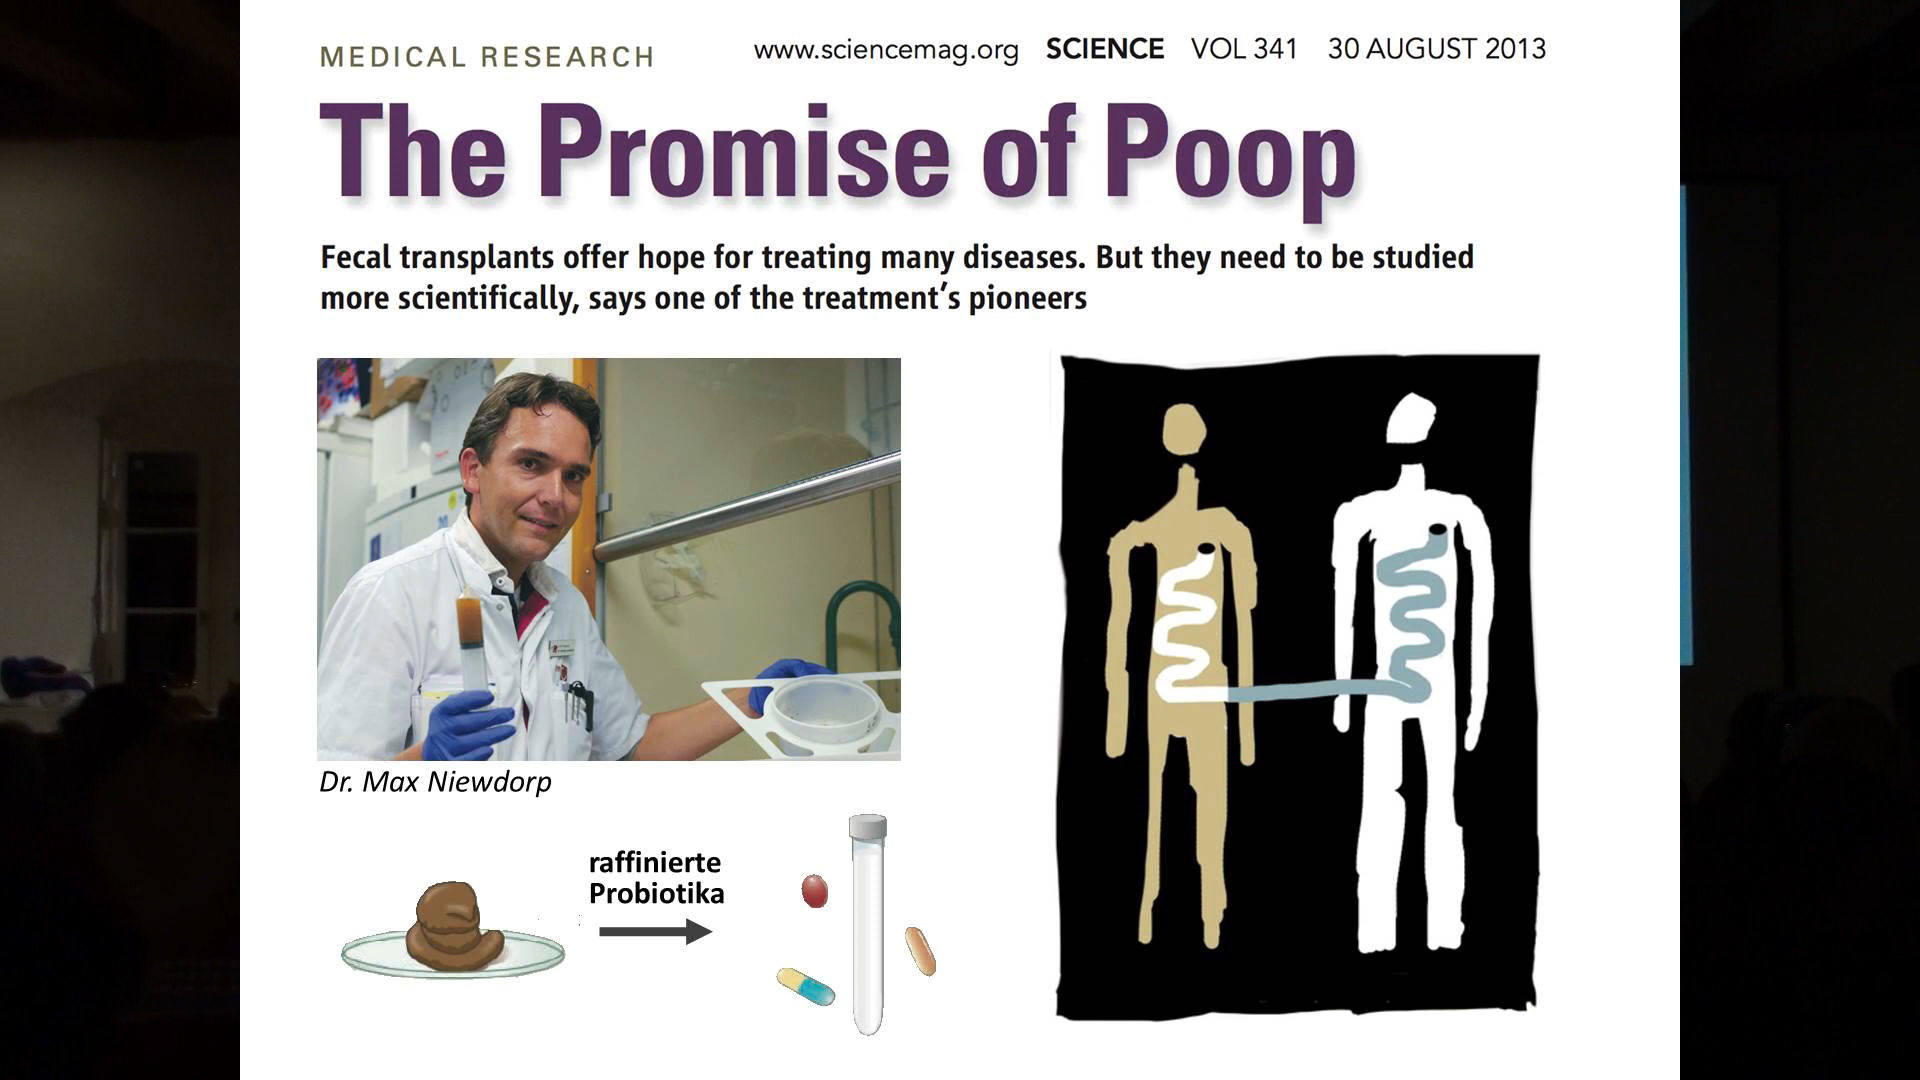 MEDICAL RESEARCH
www.sciencemag.org SCIENCE VOL 341 30 AUGUST 2013
The Promise of Poop
Fecal transplants offer hope for treating many diseases. But they need to be studied
more scientifically, says one of the treatment’s pioneers
Dr. Max Niewdorp
raffinierte
Probiotika